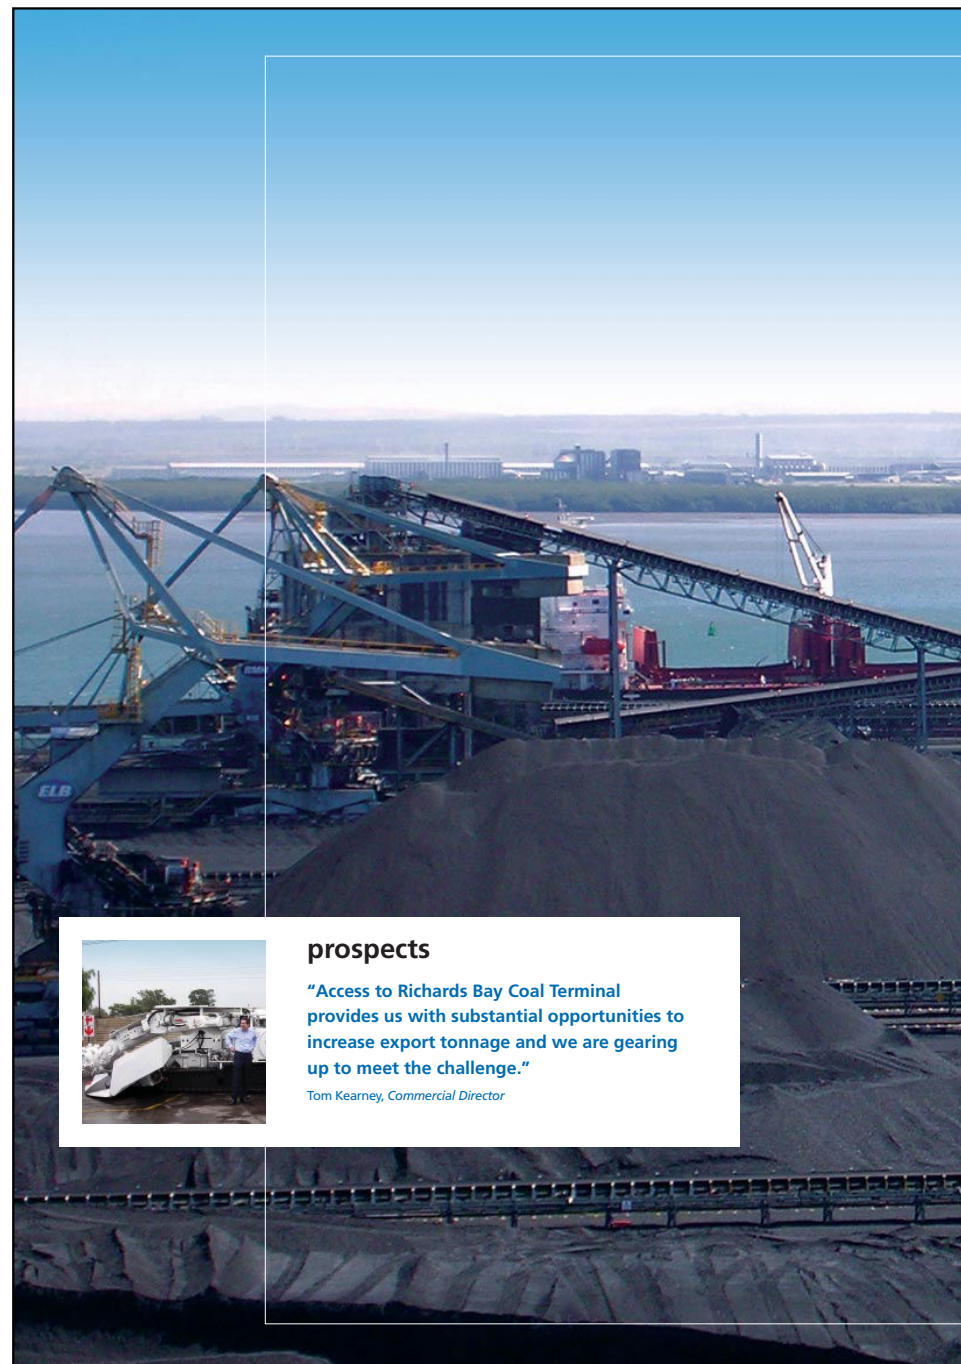 ELB
prospects
“Access to Richards Bay Coal Terminal
provides us with substantial opportunities to
increase export tonnage and we are gearing
up to meet the challenge.”
Tom Kearney, Commercial Director